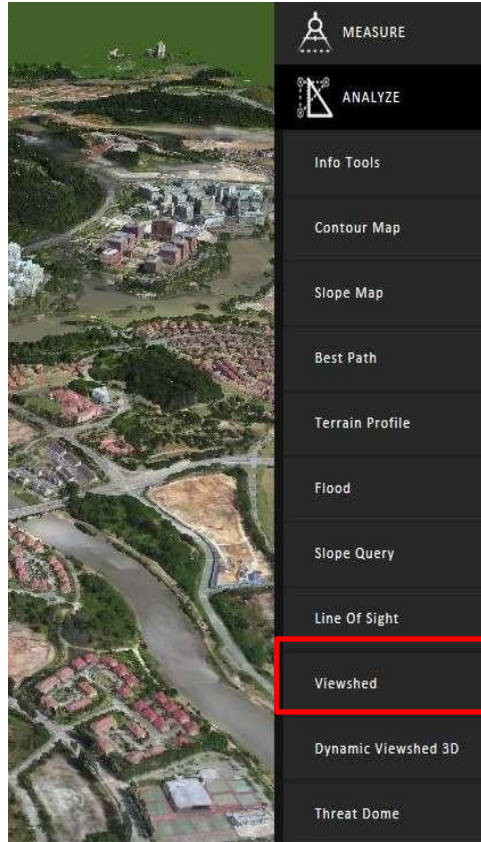 MEASURE
ANALYZE
Info Tools
Contour Map
Slope Map
Best Path
Terrain Profile
Flood
Slope Query
Line Of Sight
Viewshed
Dynamic Viewshed 3D
Threat Dome